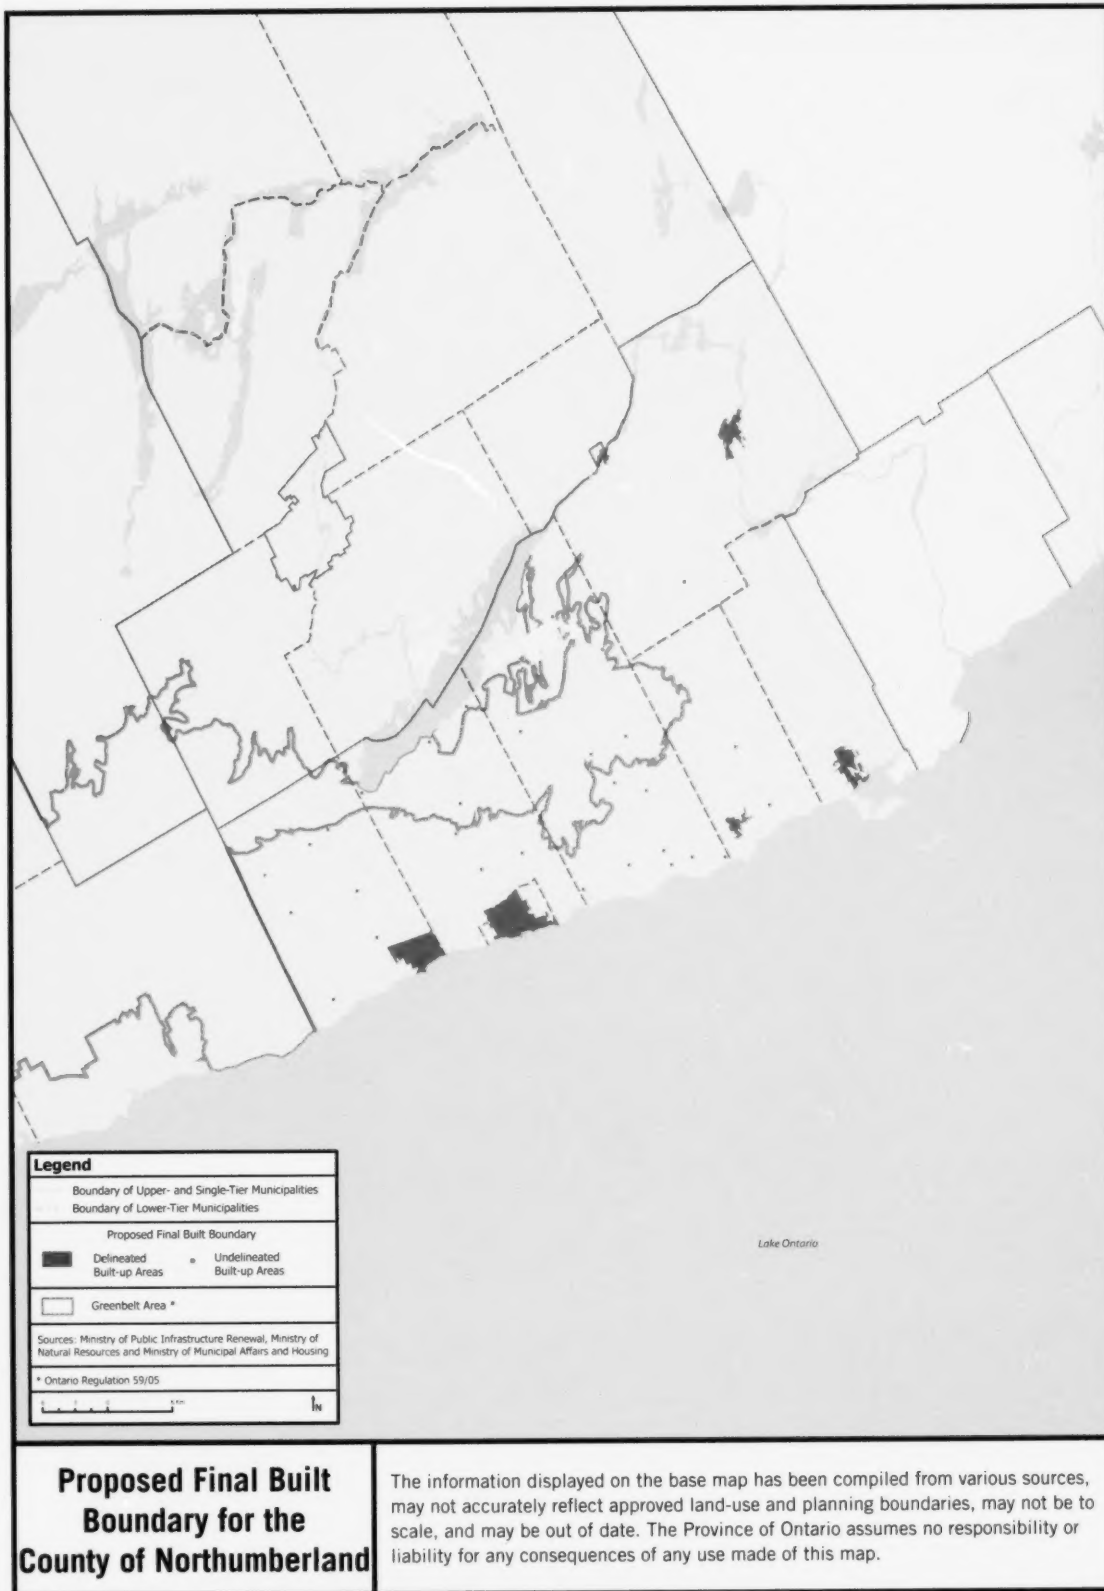 Legend
Boundary of Upper- and Single-Tier Municipalities
Boundary of Lower-Tier Municipalities
Proposed Final Built Boundary
Delineated
Built-up Areas
Undelineated
Built-up Areas
Greenbelt Area *
Sources: Ministry of Public Infrastructure Renewal, Ministry of
Natural Resources and Ministry of Municipal Affairs and Housing
* Ontario Regulation 59/05
N
Lake Ontario
Proposed Final Built
Boundary for the
County of Northumberland
The information displayed on the base map has been compiled from various sources,
may not accurately reflect approved land-use and planning boundaries, may not be to
scale, and may be out of date. The Province of Ontario assumes no responsibility or
liability for any consequences of any use made of this map.